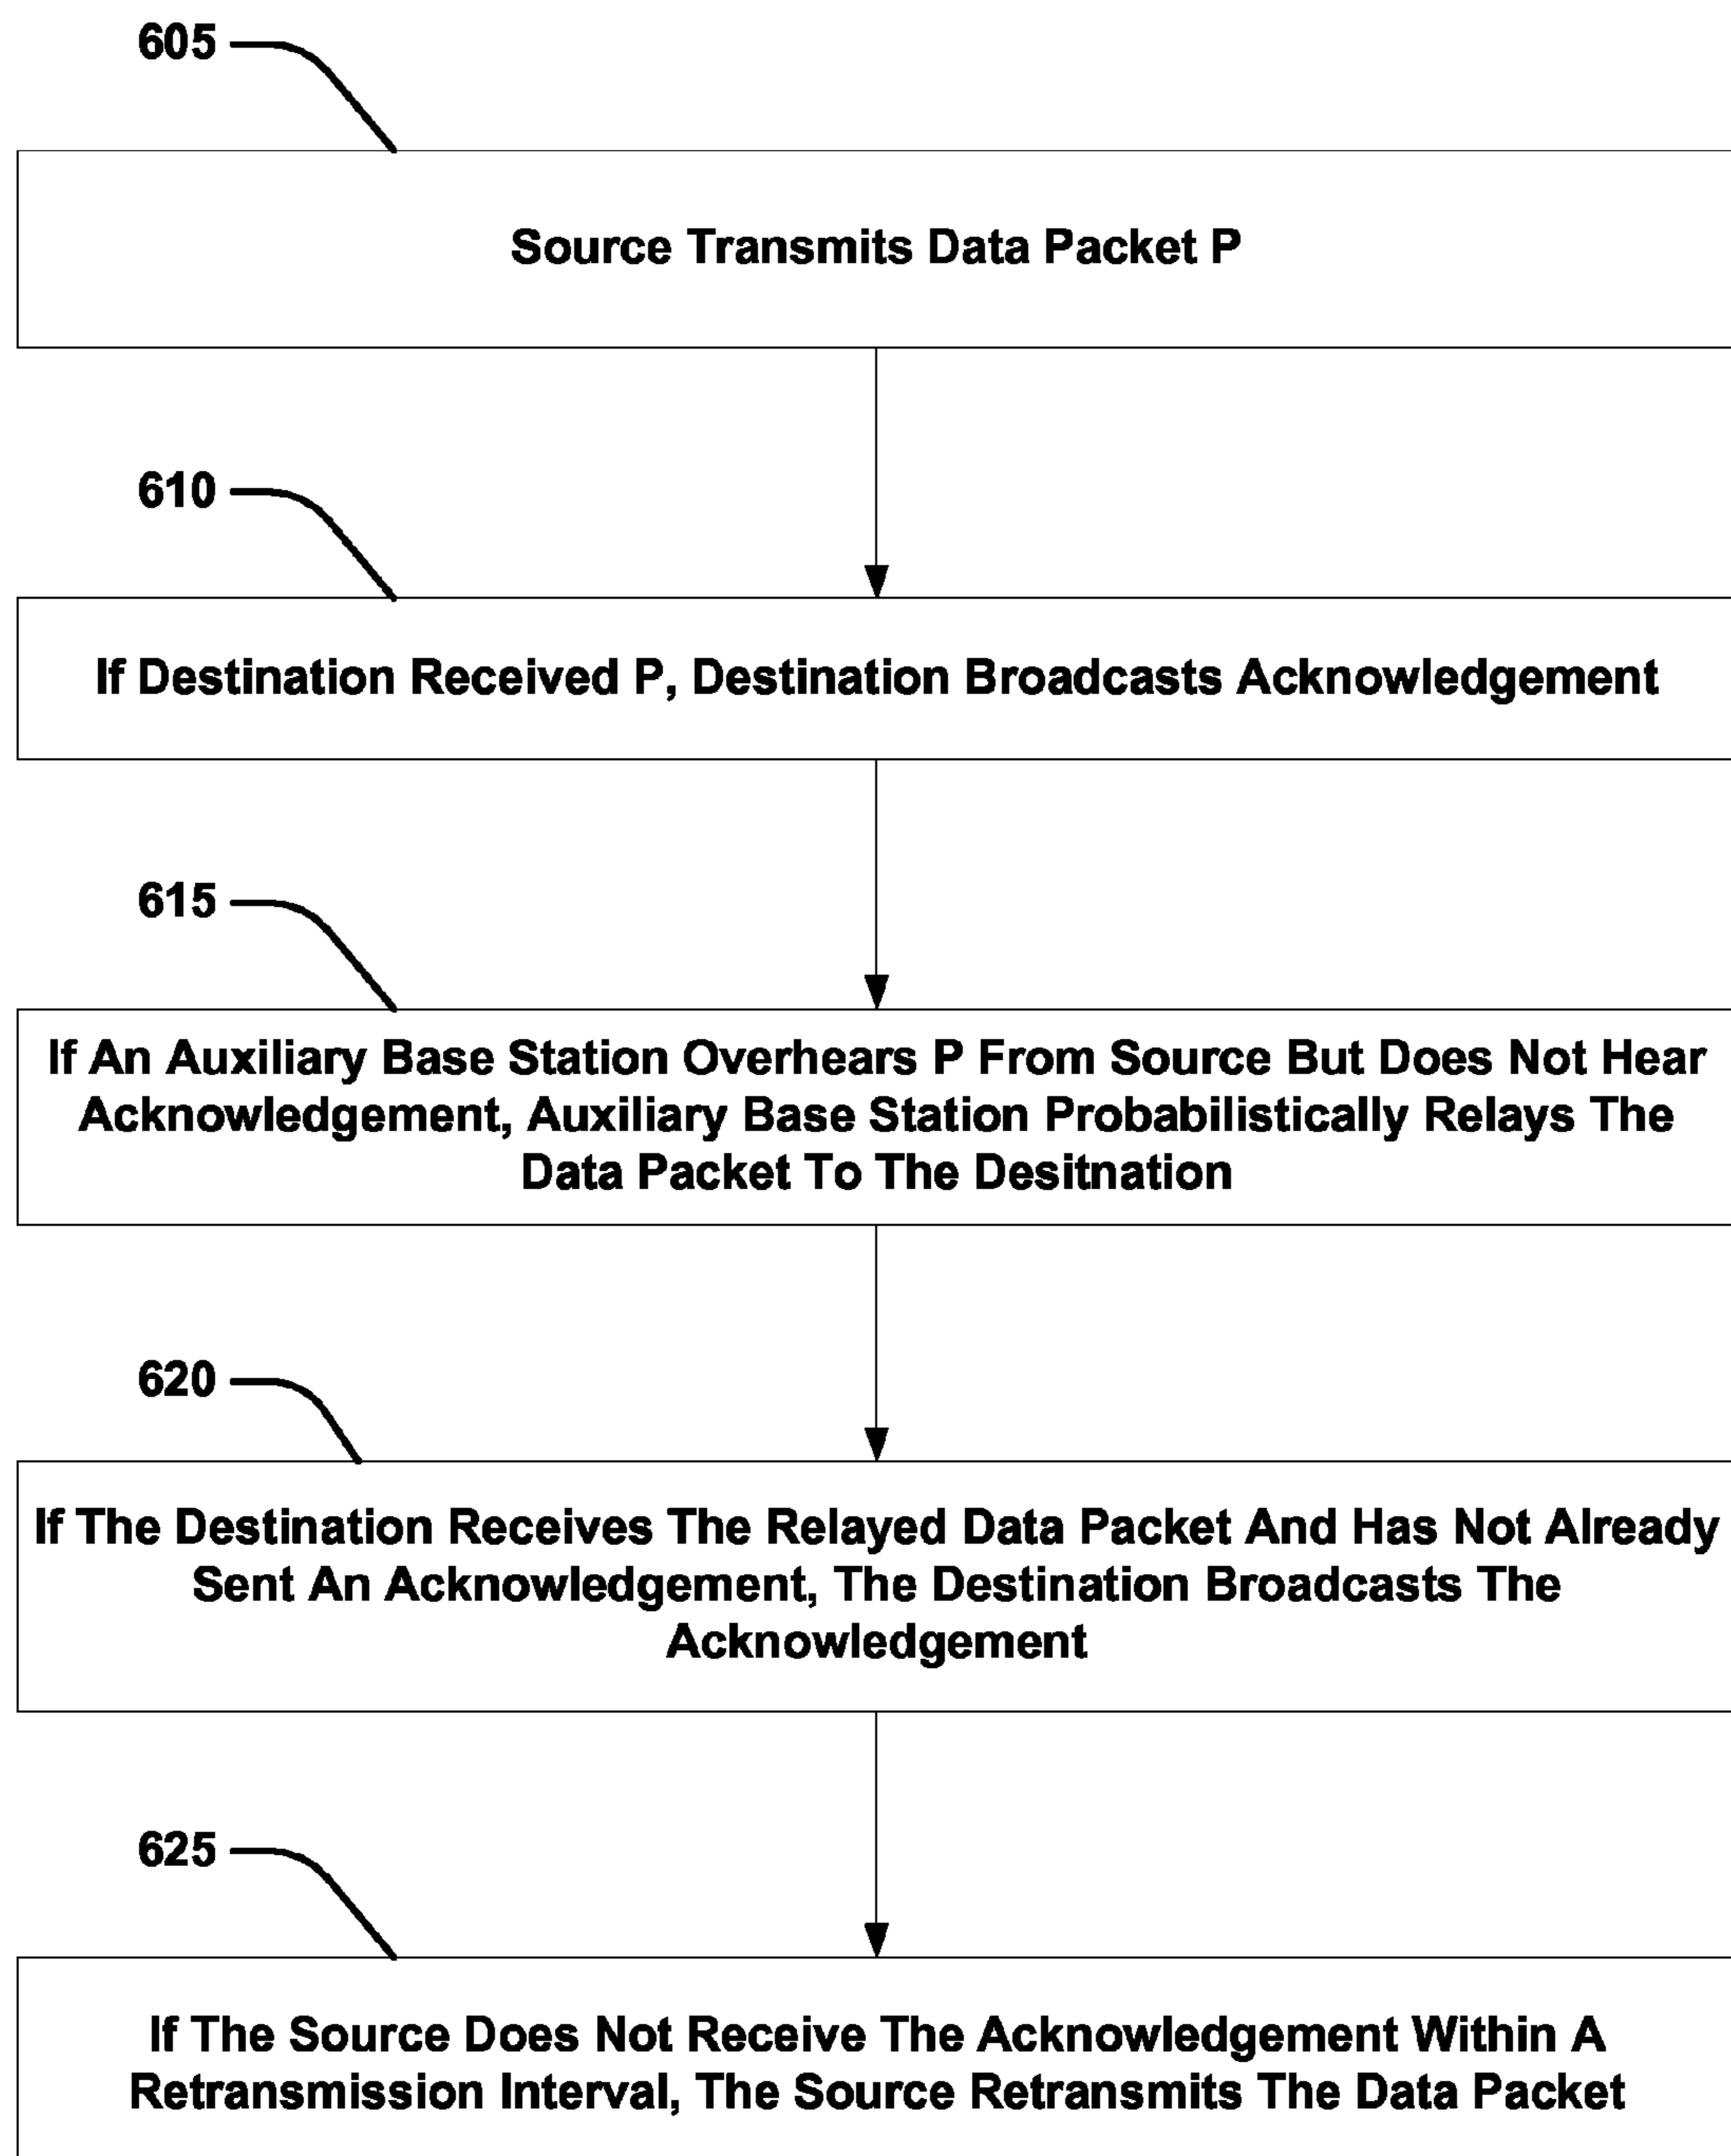 605
Source Transmits Data Packet P
610
If Destination Received P, Destination Broadcasts Acknowledgement
615
If An Auxiliary Base Station Overhears P From Source But Does Not Hear
Acknowledgement, Auxiliary Base Station Probabilistically Relays The
Data Packet To The Desitnation
620
If The Destination Receives The Relayed Data Packet And Has Not Already
Sent An Acknowledgement, The Destination Broadcasts The
Acknowledgement
625
If The Source Does Not Receive The Acknowledgement Within A
Retransmission Interval, The Source Retransmits The Data Packet